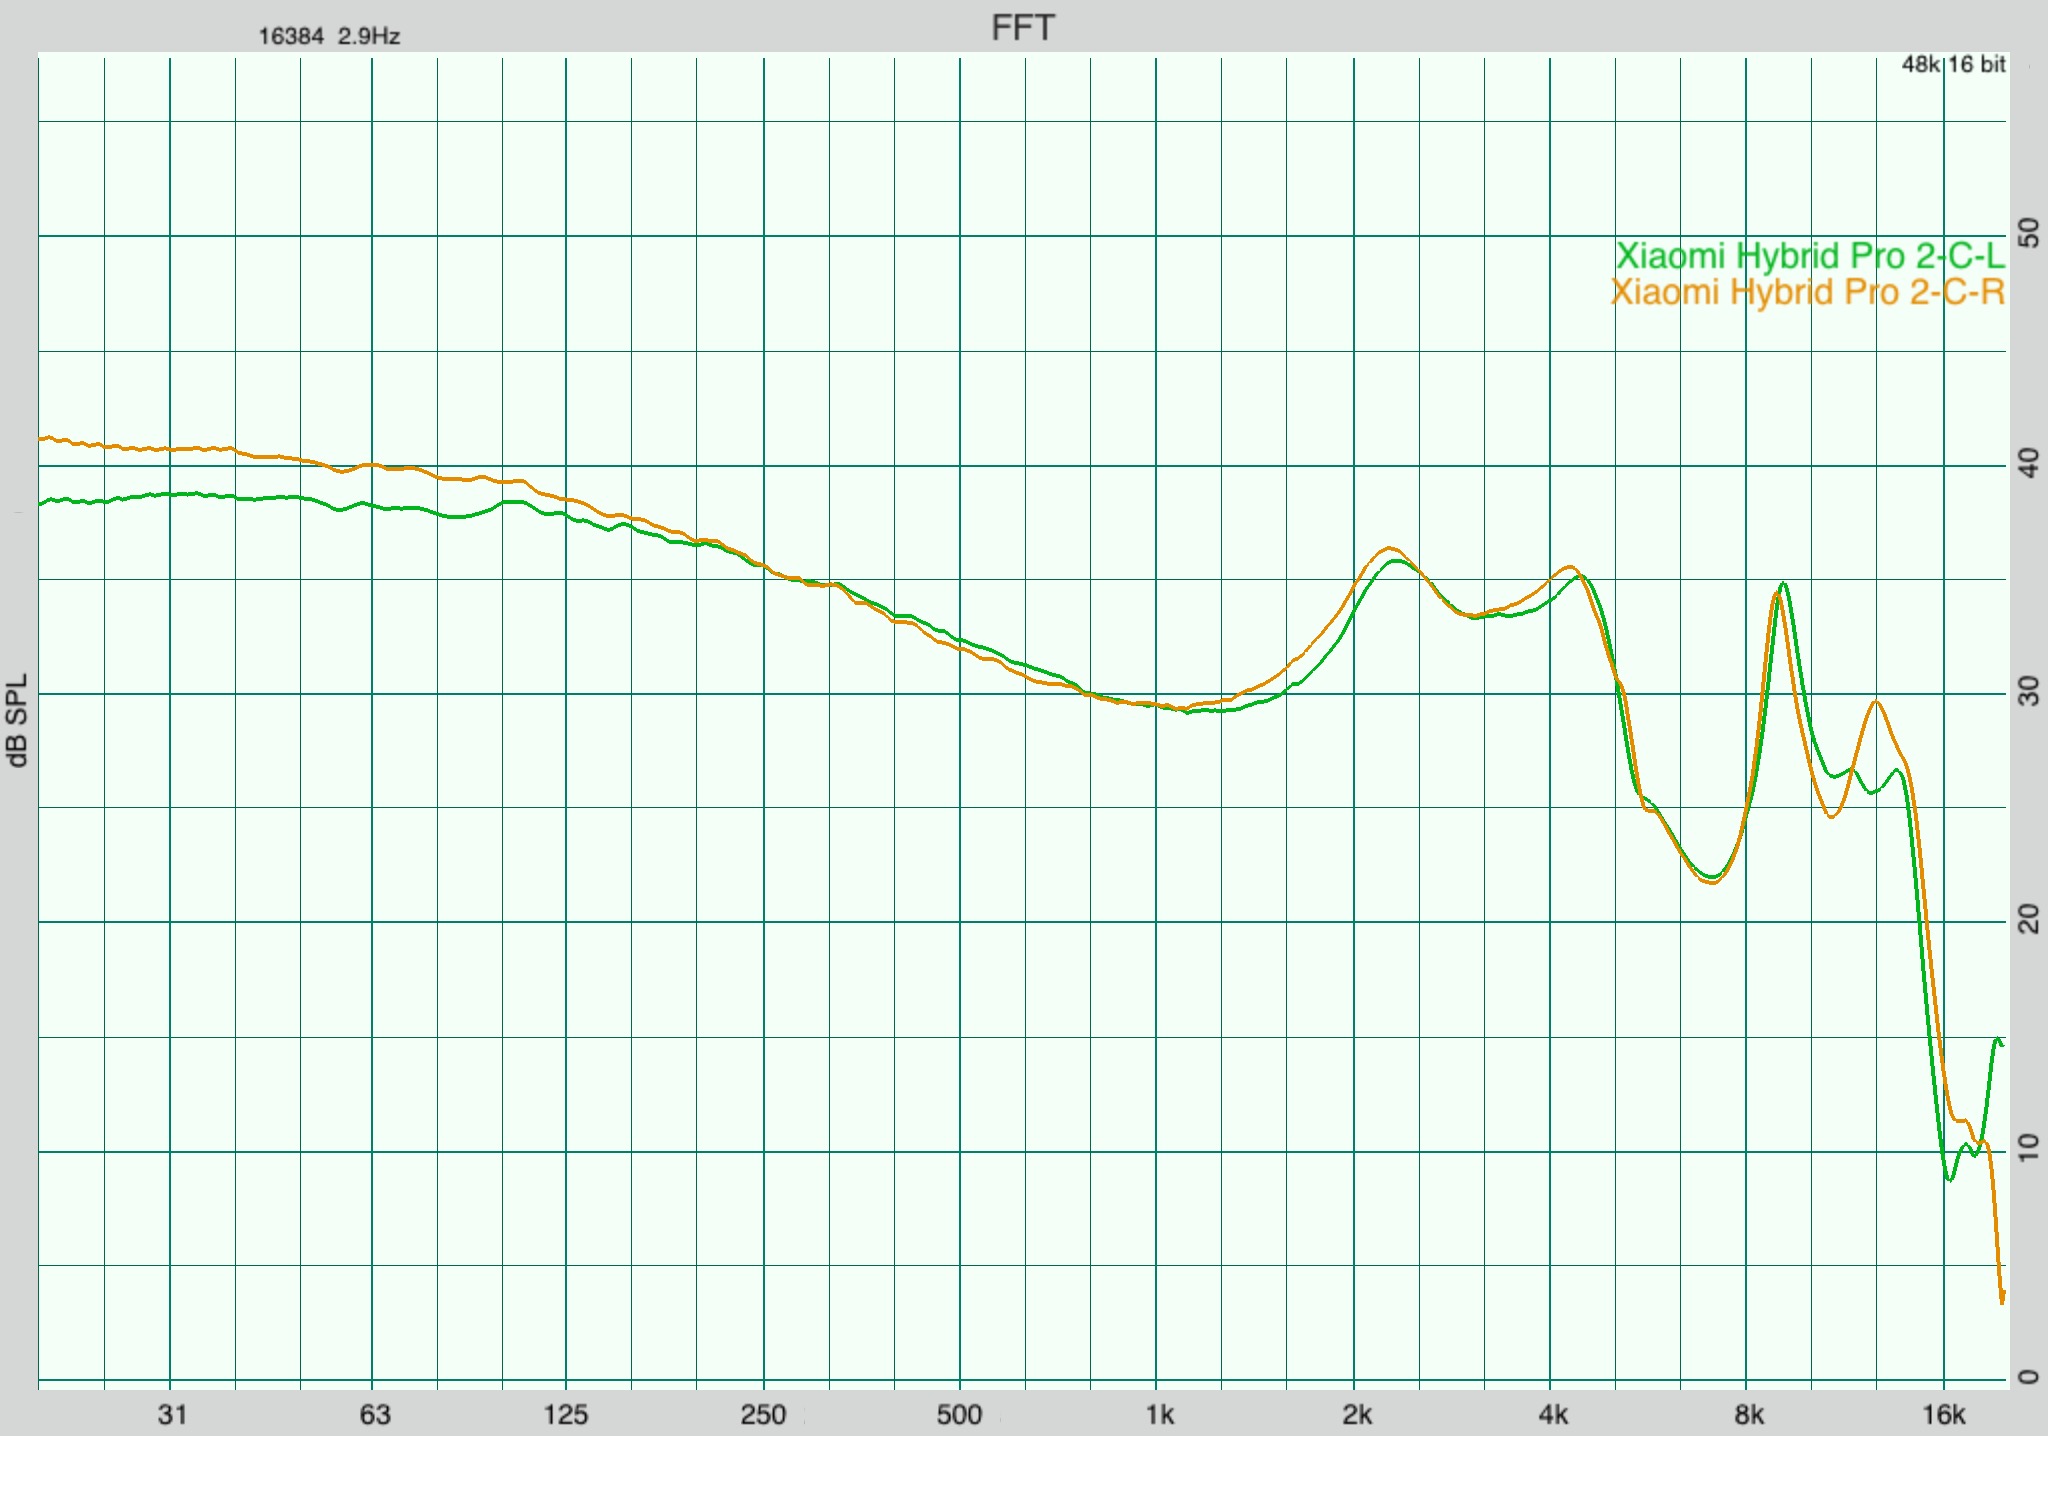 FFT
16384 2.9Hz
48k 16 bit
50
Xiaomi Hybrid Pro 2-C-L
Xiaomi Hybrid Pro 2-C-R
40
30
dB SPL
20
10
0
31 63 125 250 500 1k 2k 4k 8k 16k